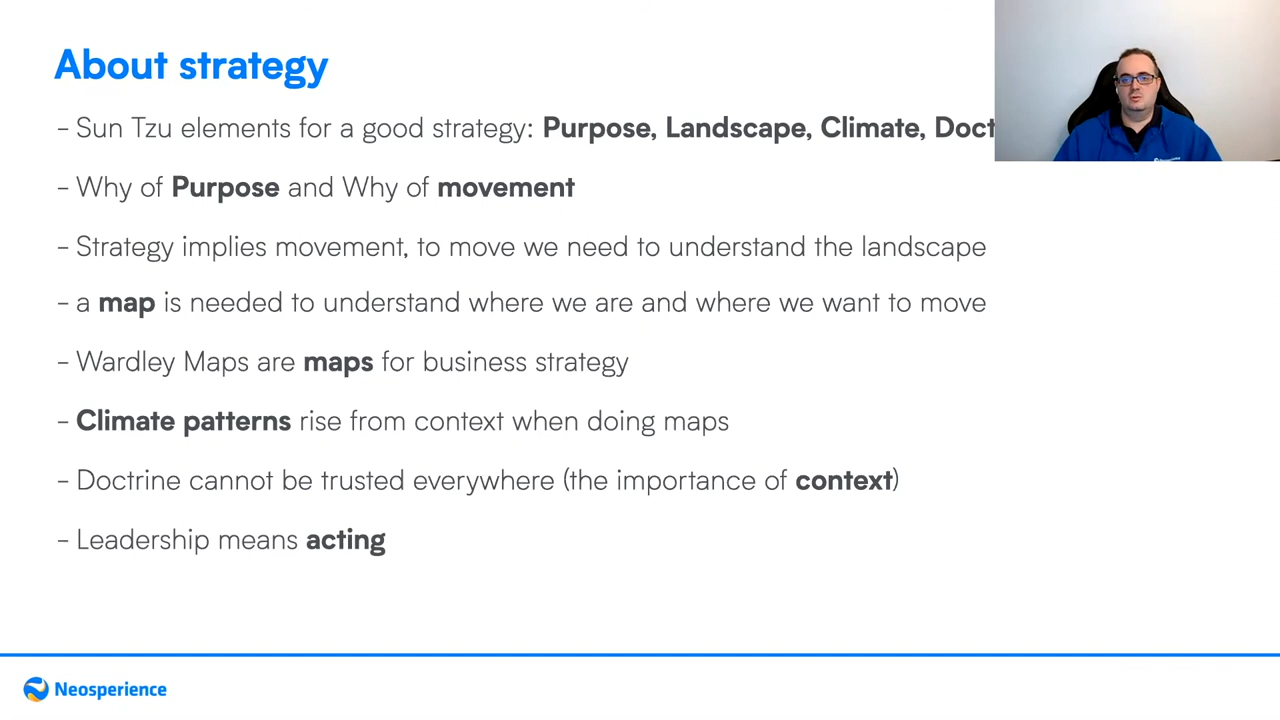 About strategy
- Sun Tzu elements for a good strategy: Purpose, Landscape, Climate,
- Why of Purpose and Why of movement
- Strategy implies movement, to move we need to understand the landscape
- a map is needed to understand where we are and where we want to move
- Wardley Maps are maps for business strategy
- Climate patterns rise from context when doing maps
- Doctrine cannot be trusted everywhere (the importance of context)
- Leadership means acting
Neosperience